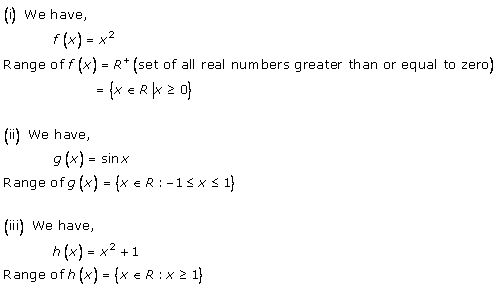 (i) We have,
f (x) = x²
Range of f (x) = R⁺ (set of all real numbers greater than or equal to zero)
= {x ∈ R |x ≥ 0}
(ii) We have,
g (x) = sin x
Range of g (x) = {x ∈ R : −1 ≤ x ≤ 1}
(iii) We have,
h (x) = x² + 1
Range of h (x) = {x ∈ R : x ≥ 1}